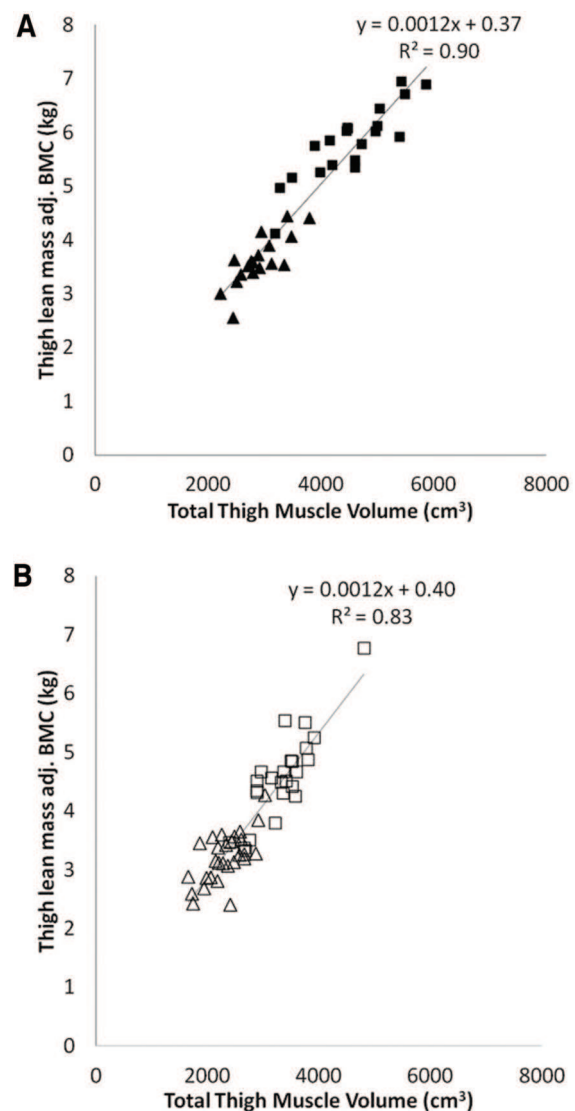 A
y = 0.0012x + 0.37
R² = 0.90
Thigh lean mass adj. BMC (kg)
8
7
6
5
4
3
2
1
0
0 2000 4000 6000 8000
Total Thigh Muscle Volume (cm³)
B
y = 0.0012x + 0.40
R² = 0.83
Thigh lean mass adj. BMC (kg)
8
7
6
5
4
3
2
1
0
0 2000 4000 6000 8000
Total Thigh Muscle Volume (cm³)